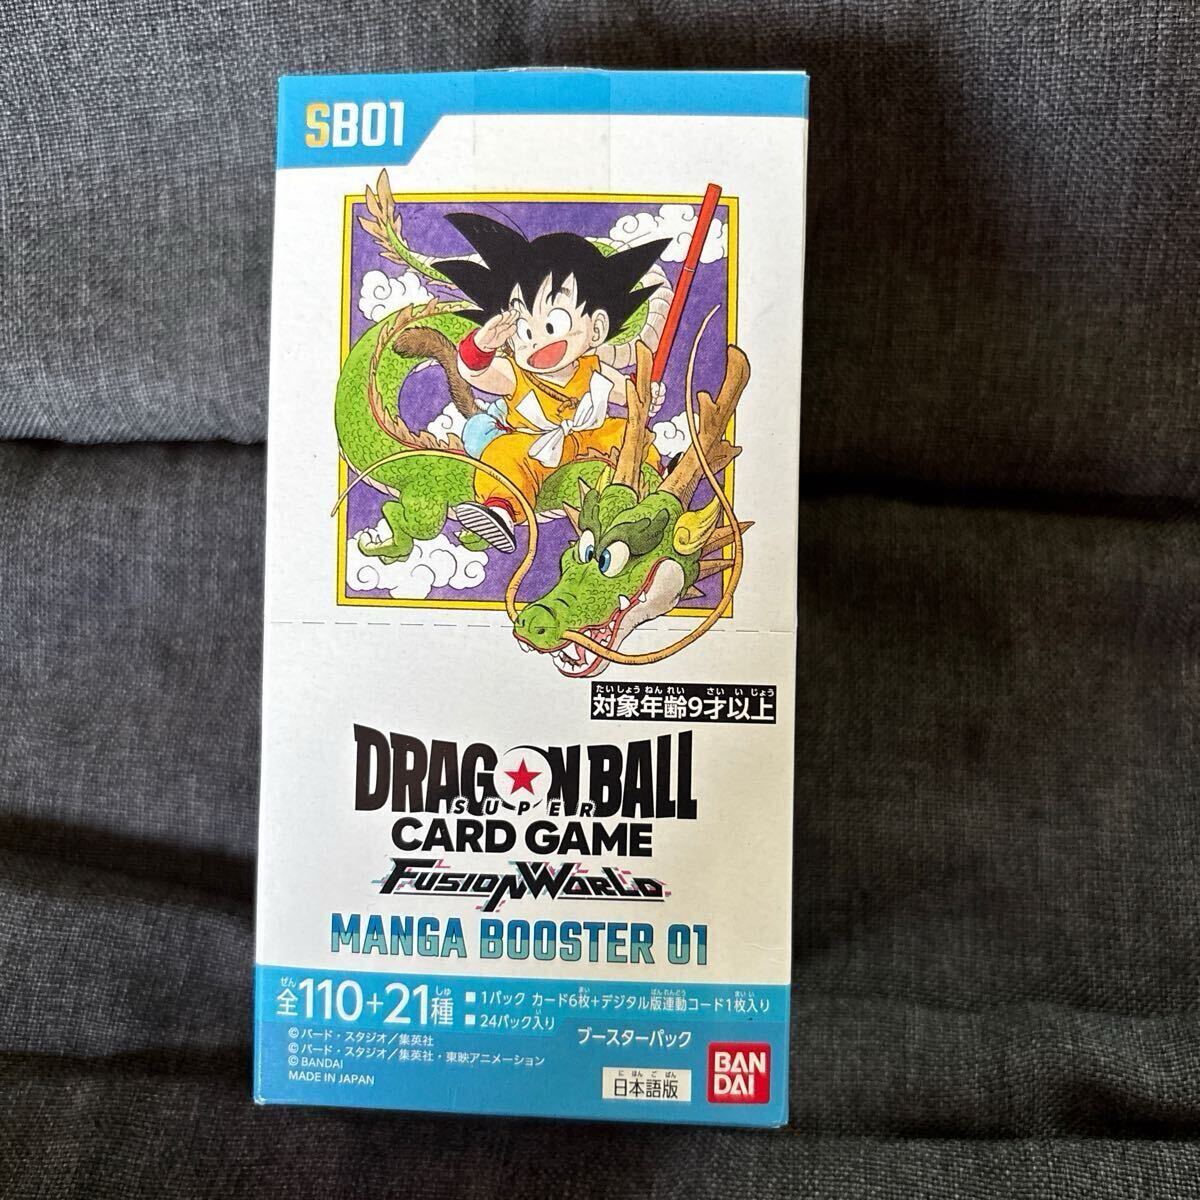 SB01
たいしょうねんれい さいいじょう
対象年齢9才以上
DRAGON BALL
SUPER
CARD GAME
FUSION WORLD
MANGA BOOSTER 01
ぜん しゅ
全110+21種
まい ばんれんどう まいい
■1パック カード6枚+デジタル版連動コード1枚入り
い
■24パック入り
ブースターパック
©バード・スタジオ/集英社
©バード・スタジオ/集英社・東映アニメーション
©BANDAI
MADE IN JAPAN
にほんごばん
日本語版
BAN
DAI